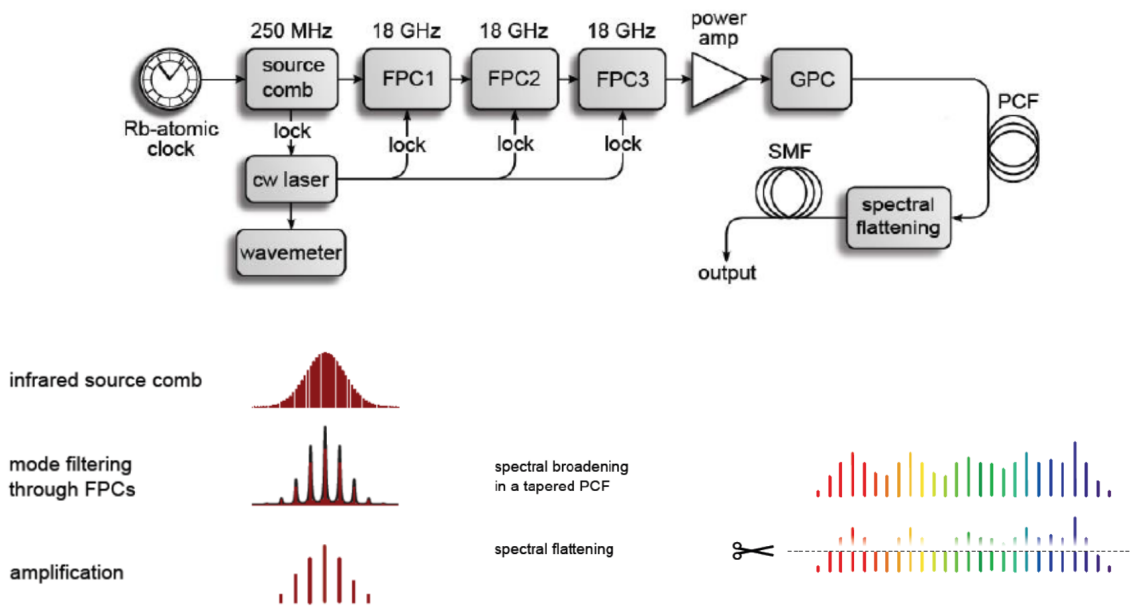 250 MHz
18 GHz
18 GHz
18 GHz
power
amp
source
comb
FPC1
FPC2
FPC3
GPC
PCF
Rb-atomic
clock
lock
lock
lock
lock
SMF
cw laser
spectral
flattening
wavemeter
output
infrared source comb
mode filtering
through FPCs
spectral broadening
in a tapered PCF
spectral flattening
amplification